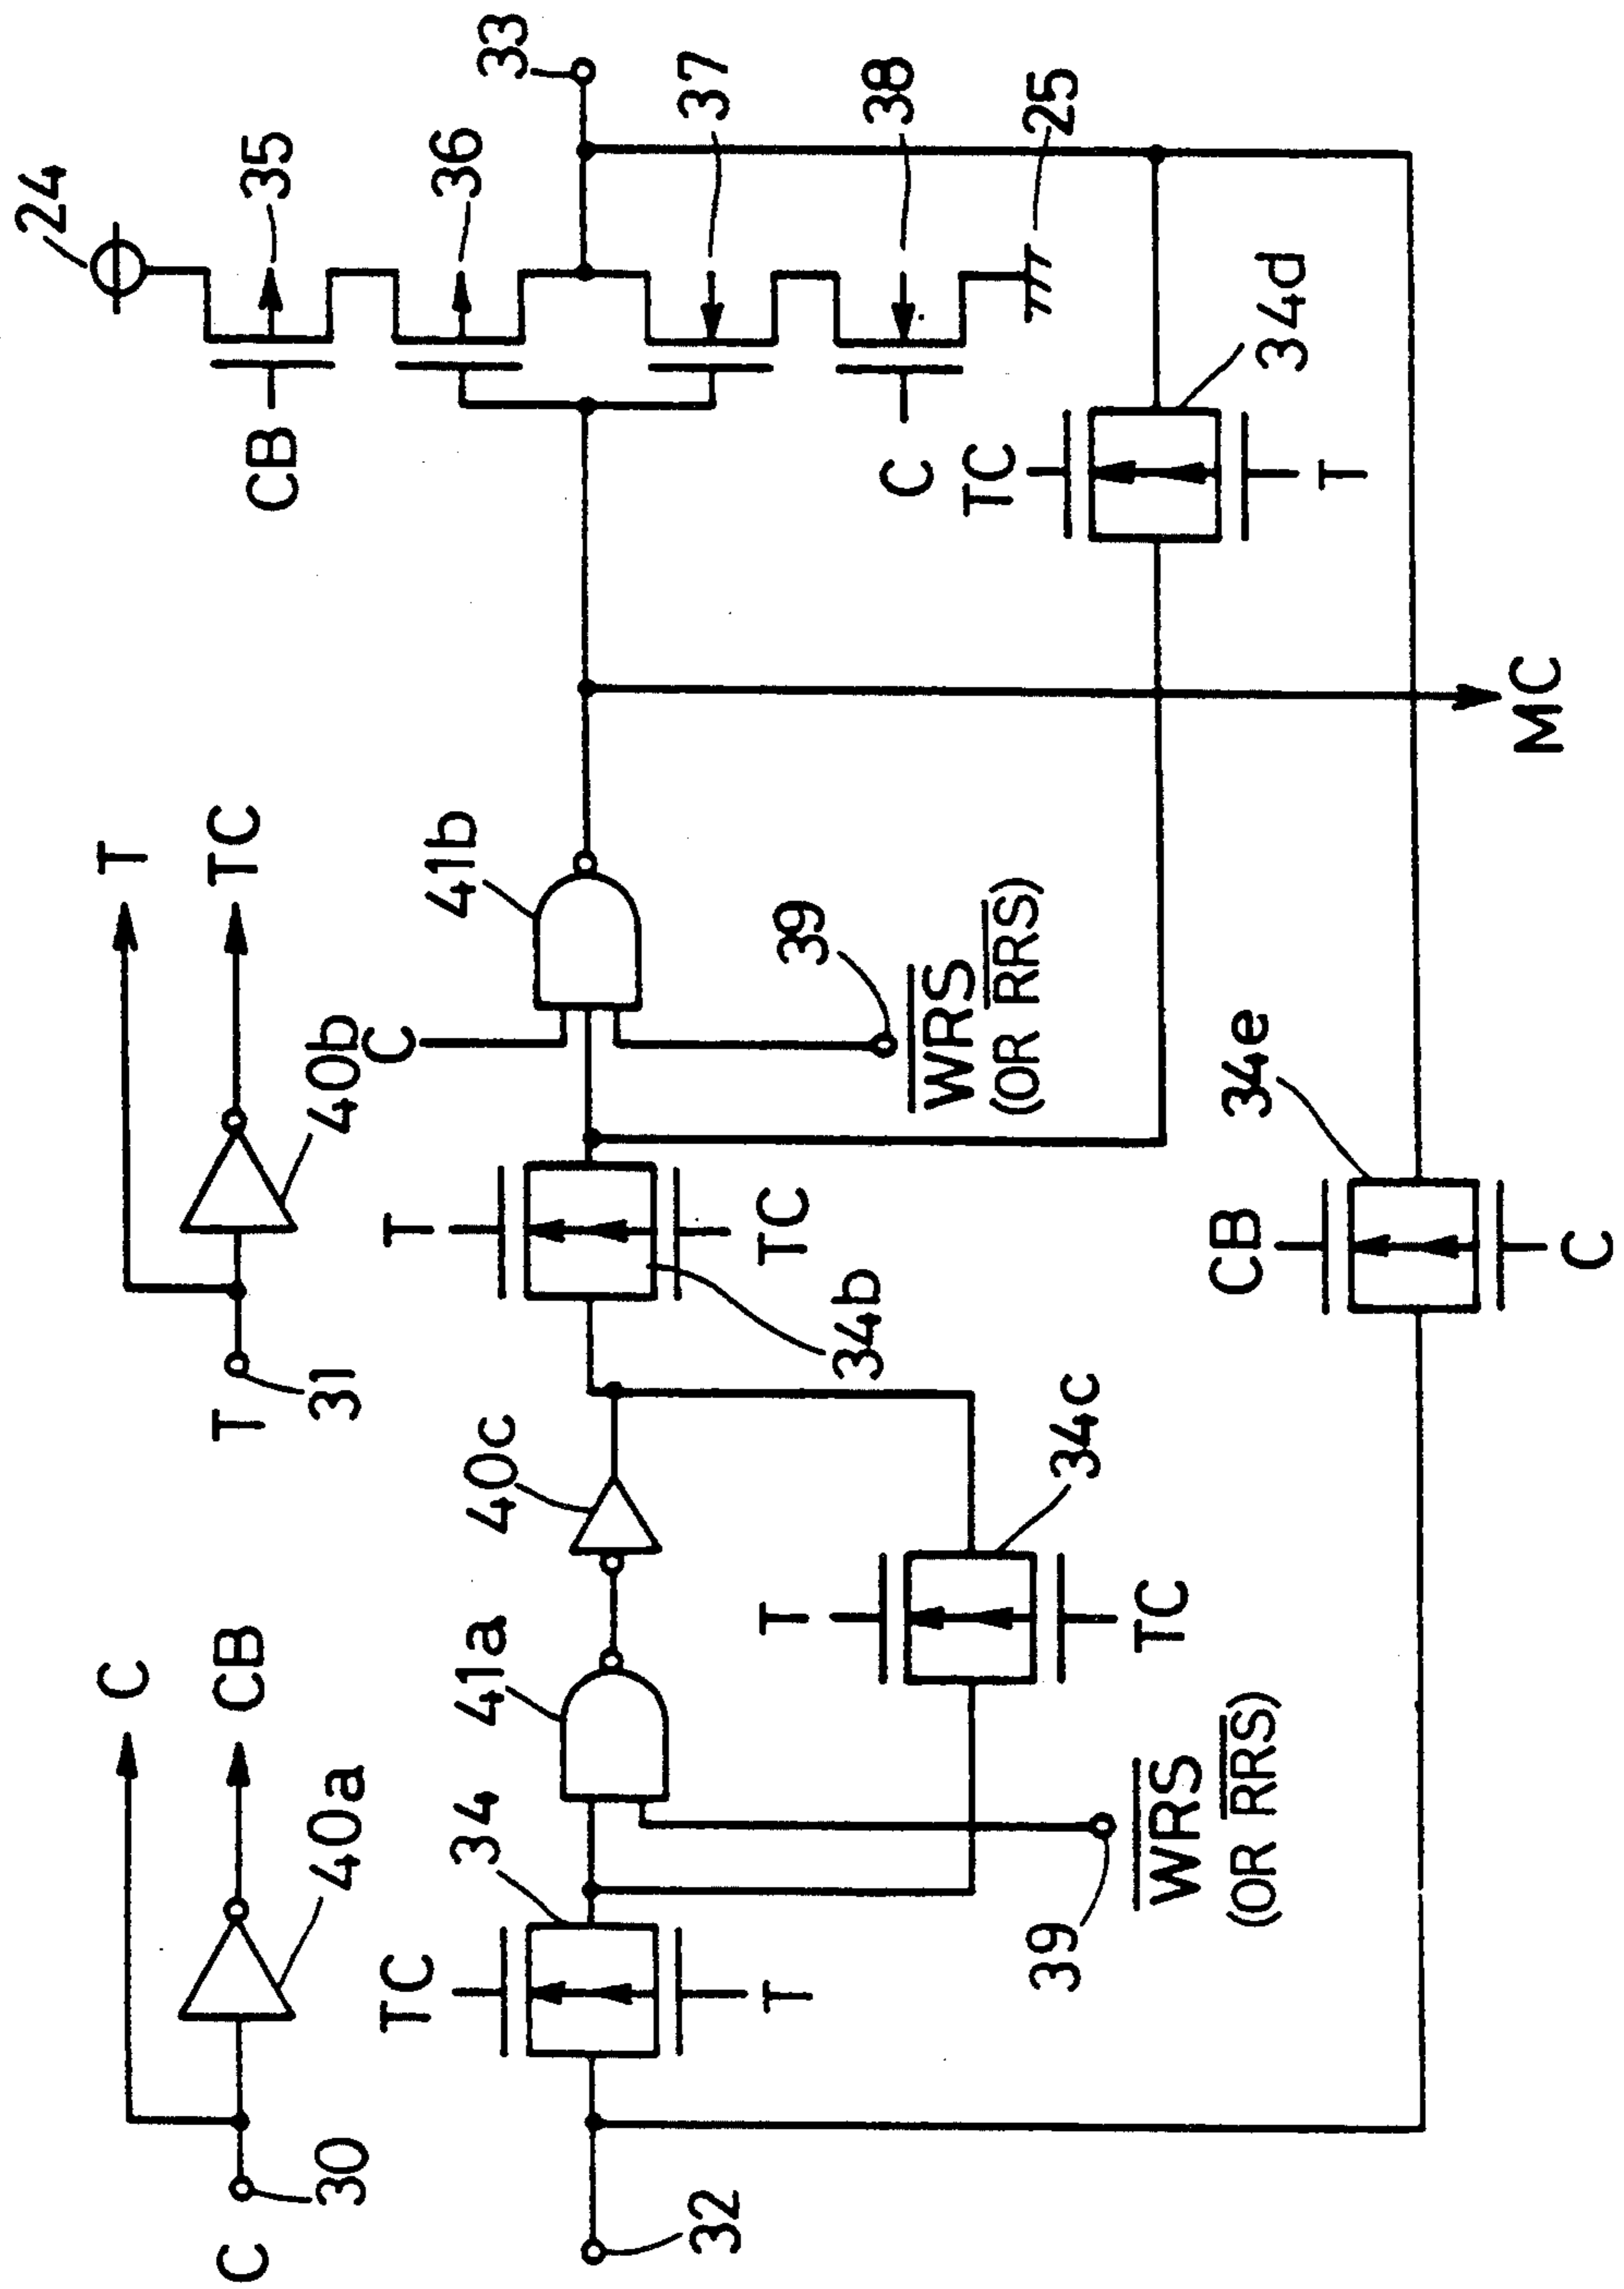 C
30
C
CB
40a
T
31
T
TC
40b
24
35
CB
36
33
37
38
C
25
32
TC
34
T
41a
40c
39
WRS
(OR RRS)
T
34c
TC
T
34b
TC
C
41b
39
WRS
(OR RRS)
TC
34d
T
CB
34e
C
MC